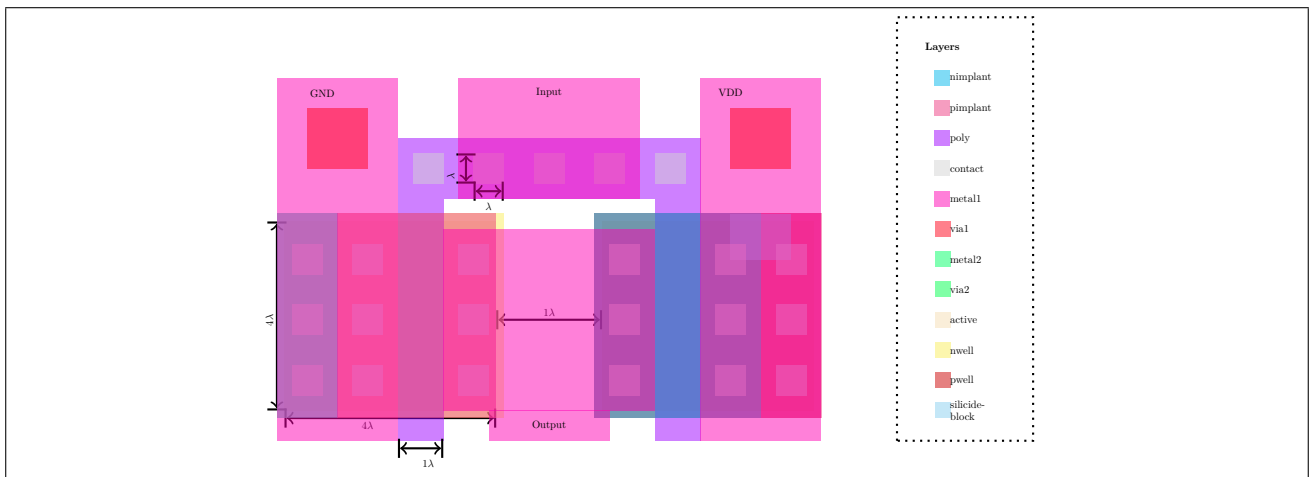 Layers
GND
Input
VDD
nimplant
pimplant
poly
contact
metal1
via1
metal2
via2
active
nwell
pwell
silicide-
block
λ
λ
4λ
1λ
4λ
Output
1λ